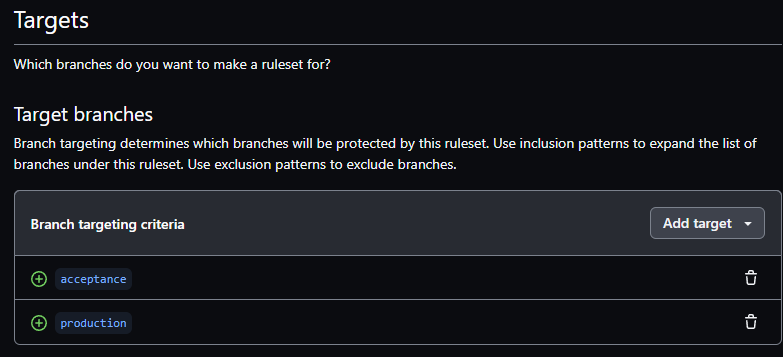 Targets
Which branches do you want to make a ruleset for?
Target branches
Branch targeting determines which branches will be protected by this ruleset. Use inclusion patterns to expand the list of
branches under this ruleset. Use exclusion patterns to exclude branches.
Branch targeting criteria
Add target
acceptance
production